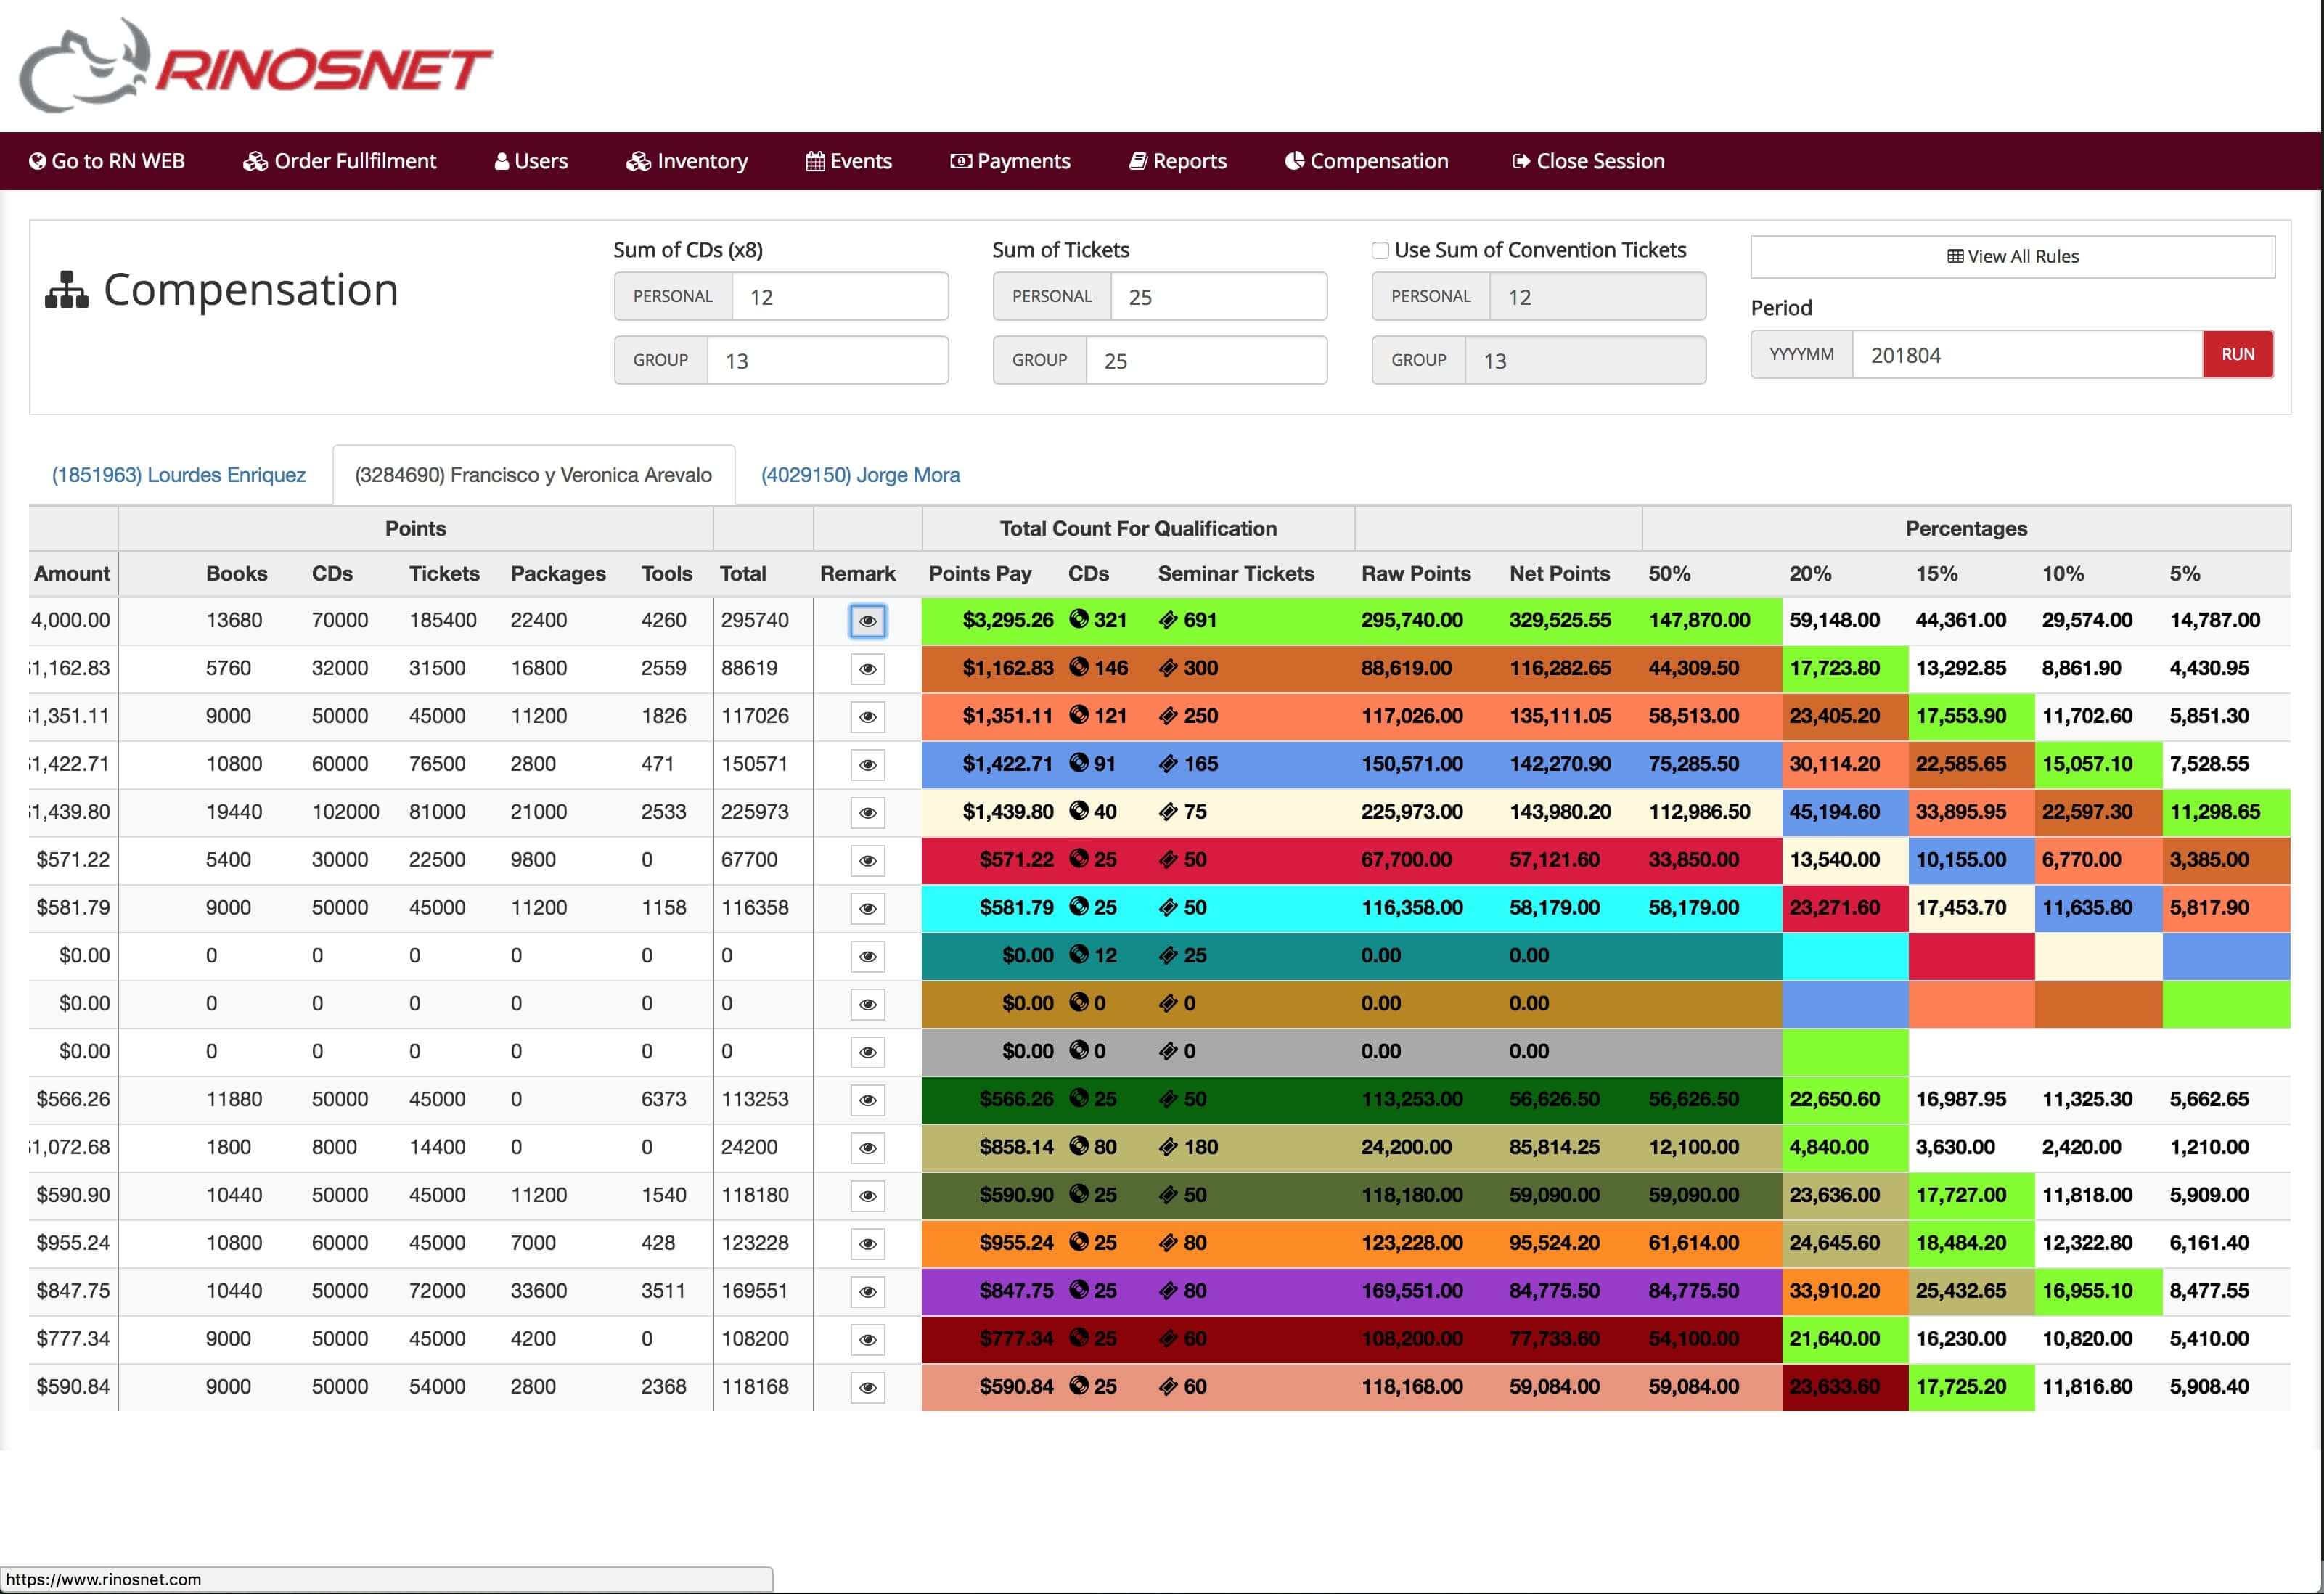 RINOSNET
Go to RN WEB Order Fullfilment Users Inventory Events Payments Reports Compensation Close Session
Compensation
Sum of CDs (x8) Sum of Tickets Use Sum of Convention Tickets View All Rules
PERSONAL 12 PERSONAL 25 PERSONAL 12 Period
GROUP 13 GROUP 25 GROUP 13 YYYYMM 201804 RUN
(1851963) Lourdes Enriquez (3284690) Francisco y Veronica Arevalo (4029150) Jorge Mora
Points Total Count For Qualification Percentages
Amount Books CDs Tickets Packages Tools Total Remark Points Pay CDs Seminar Tickets Raw Points Net Points 50% 20% 15% 10% 5%
4,000.00 13680 70000 185400 22400 4260 295740 $3,295.26 321 691 295,740.00 329,525.55 147,870.00 59,148.00 44,361.00 29,574.00 14,787.00
$1,162.83 5760 32000 31500 16800 2559 88619 $1,162.83 146 300 88,619.00 116,282.65 44,309.50 17,723.80 13,292.85 8,861.90 4,430.95
$1,351.11 9000 50000 45000 11200 1826 117026 $1,351.11 121 250 117,026.00 135,111.05 58,513.00 23,405.20 17,553.90 11,702.60 5,851.30
$1,422.71 10800 60000 76500 2800 471 150571 $1,422.71 91 165 150,571.00 142,270.90 75,285.50 30,114.20 22,585.65 15,057.10 7,528.55
$1,439.80 19440 102000 81000 21000 2533 225973 $1,439.80 40 75 225,973.00 143,980.20 112,986.50 45,194.60 33,895.95 22,597.30 11,298.65
$571.22 5400 30000 22500 9800 0 67700 $571.22 25 50 67,700.00 57,121.60 33,850.00 13,540.00 10,155.00 6,770.00 3,385.00
$581.79 9000 50000 45000 11200 1158 116358 $581.79 25 50 116,358.00 58,179.00 58,179.00 23,271.60 17,453.70 11,635.80 5,817.90
$0.00 0 0 0 0 0 0 $0.00 12 25 0.00 0.00
$0.00 0 0 0 0 0 0 $0.00 0 0 0.00 0.00
$0.00 0 0 0 0 0 0 $0.00 0 0 0.00 0.00
$566.26 11880 50000 45000 0 6373 113253 $566.26 25 50 113,253.00 56,626.50 56,626.50 22,650.60 16,987.95 11,325.30 5,662.65
$1,072.68 1800 8000 14400 0 0 24200 $858.14 80 180 24,200.00 85,814.25 12,100.00 4,840.00 3,630.00 2,420.00 1,210.00
$590.90 10440 50000 45000 11200 1540 118180 $590.90 25 50 118,180.00 59,090.00 59,090.00 23,636.00 17,727.00 11,818.00 5,909.00
$955.24 10800 60000 45000 7000 428 123228 $955.24 25 80 123,228.00 95,524.20 61,614.00 24,645.60 18,484.20 12,322.80 6,161.40
$847.75 10440 50000 72000 33600 3511 169551 $847.75 25 80 169,551.00 84,775.50 84,775.50 33,910.20 25,432.65 16,955.10 8,477.55
$777.34 9000 50000 45000 4200 0 108200 $777.34 25 60 108,200.00 77,733.60 54,100.00 21,640.00 16,230.00 10,820.00 5,410.00
$590.84 9000 50000 54000 2800 2368 118168 $590.84 25 60 118,168.00 59,084.00 59,084.00 23,633.60 17,725.20 11,816.80 5,908.40
https://www.rinosnet.com